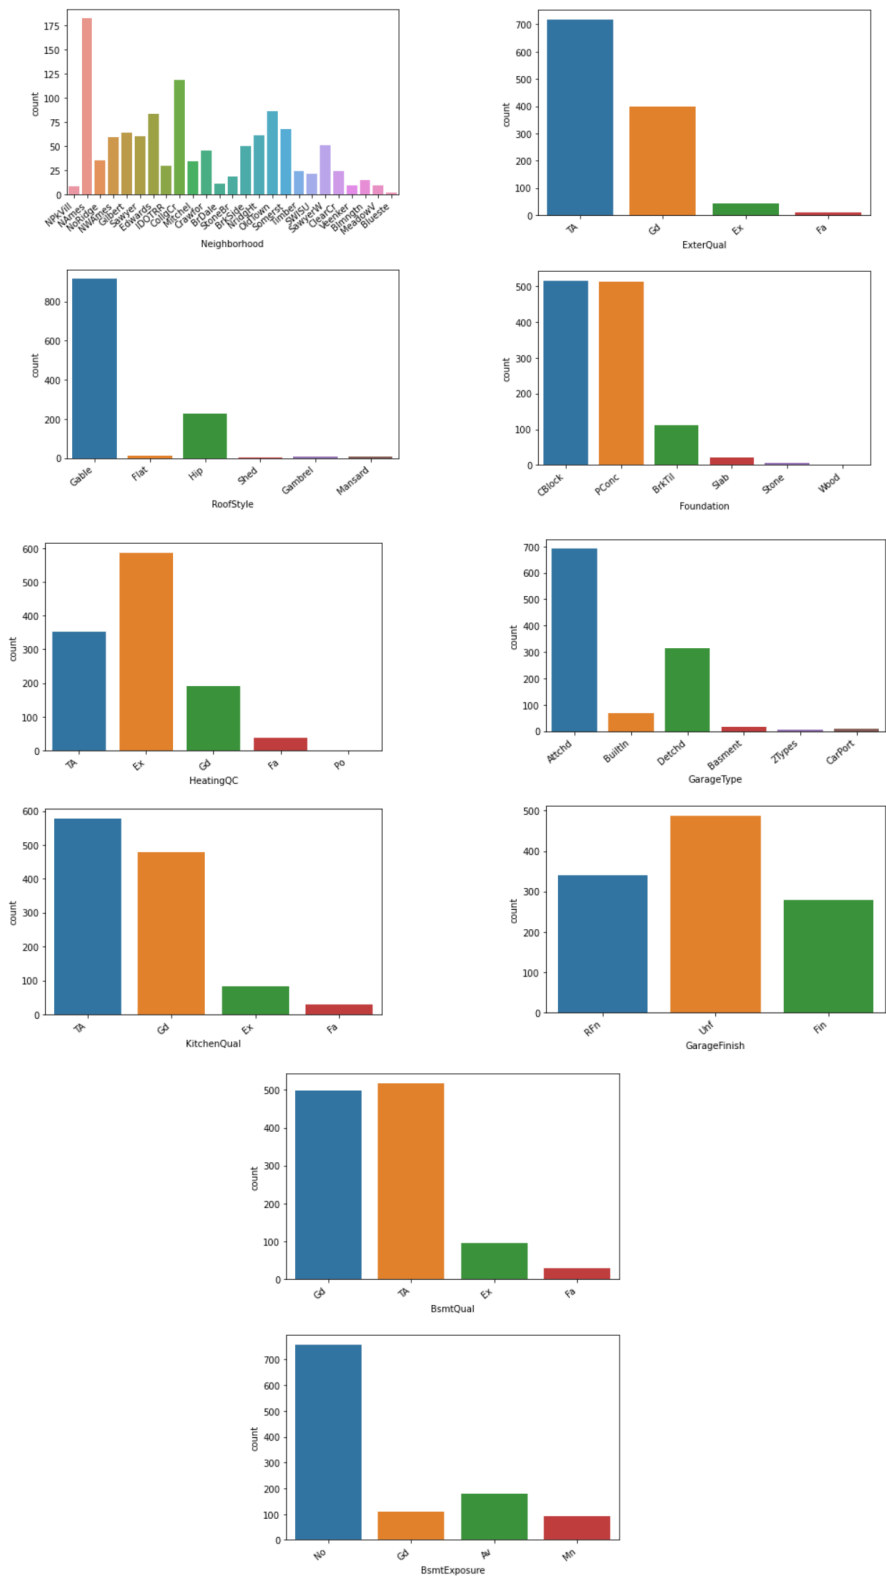 175
150
125
100
75
50
25
0
count
NPkVill
NAmes
NoRidge
NWAmes
Gilbert
Sawyer
Edwards
IDOTRR
CollgCr
Mitchel
Crawfor
BrDale
StoneBr
BrkSide
NridgHt
OldTown
Somerst
Timber
SWISU
SawyerW
ClearCr
Veenker
Blmngtn
MeadowV
Blueste
Neighborhood
700
600
500
400
300
200
100
0
count
TA
Gd
Ex
Fa
ExterQual
800
600
400
200
0
count
Gable
Flat
Hip
Shed
Gambrel
Mansard
RoofStyle
500
400
300
200
100
0
count
CBlock
PConc
BrkTil
Slab
Stone
Wood
Foundation
600
500
400
300
200
100
0
count
TA
Ex
Gd
Fa
Po
HeatingQC
700
600
500
400
300
200
100
0
count
Attchd
BuiltIn
Detchd
Basment
2Types
CarPort
GarageType
600
500
400
300
200
100
0
count
TA
Gd
Ex
Fa
KitchenQual
500
400
300
200
100
0
count
RFn
Unf
Fin
GarageFinish
500
400
300
200
100
0
count
Gd
TA
Ex
Fa
BsmtQual
700
600
500
400
300
200
100
0
count
No
Gd
Av
Mn
BsmtExposure